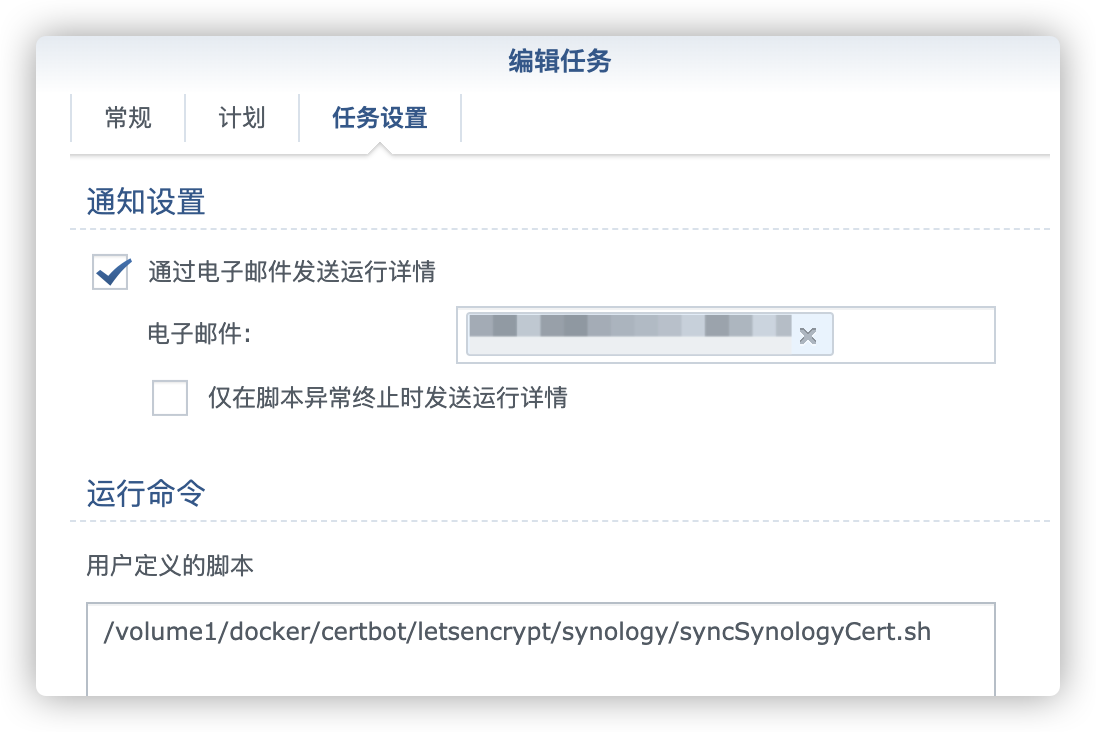 编辑任务
常规 计划 任务设置
通知设置
通过电子邮件发送运行详情
电子邮件:
仅在脚本异常终止时发送运行详情
运行命令
用户定义的脚本
/volume1/docker/certbot/letsencrypt/synology/syncSynologyCert.sh